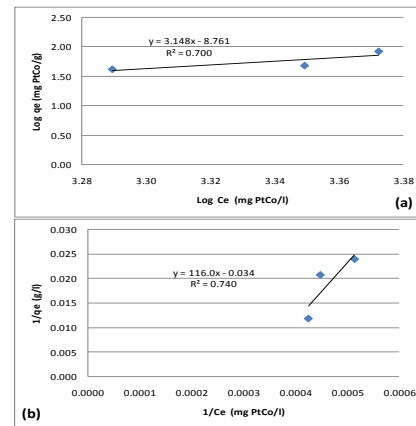 2.50
2.00
1.50
1.00
0.50
0.00
Log qe (mg PtCo/g)
y = 3.148x - 8.761
R² = 0.700
3.28 3.30 3.32 3.34 3.36 3.38
Log Ce (mg PtCo/l)
(a)
0.030
0.025
0.020
0.015
0.010
0.005
0.000
1/qe (g/l)
y = 116.0x - 0.034
R² = 0.740
0.0000 0.0001 0.0002 0.0003 0.0004 0.0005 0.0006
1/Ce (mg PtCo/l)
(b)